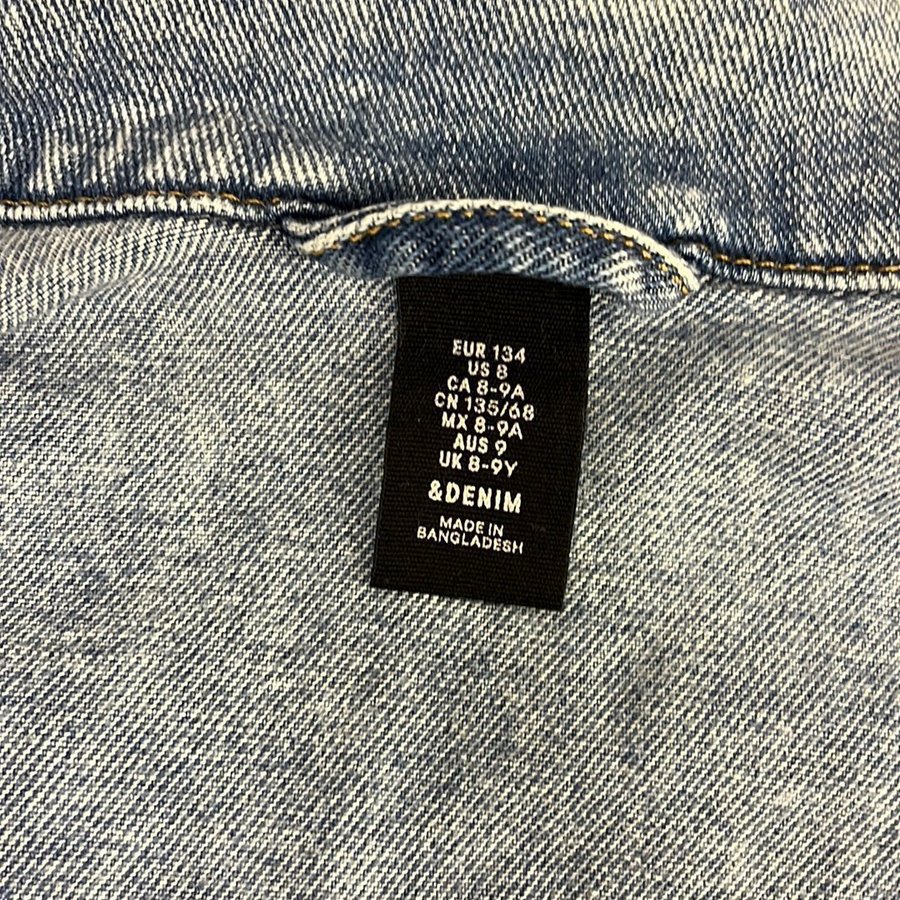 EUR 134
US 8
CA 8-9A
CN 135/68
MX 8-9A
AUS 9
UK 8-9Y
&DENIM
MADE IN
BANGLADESH